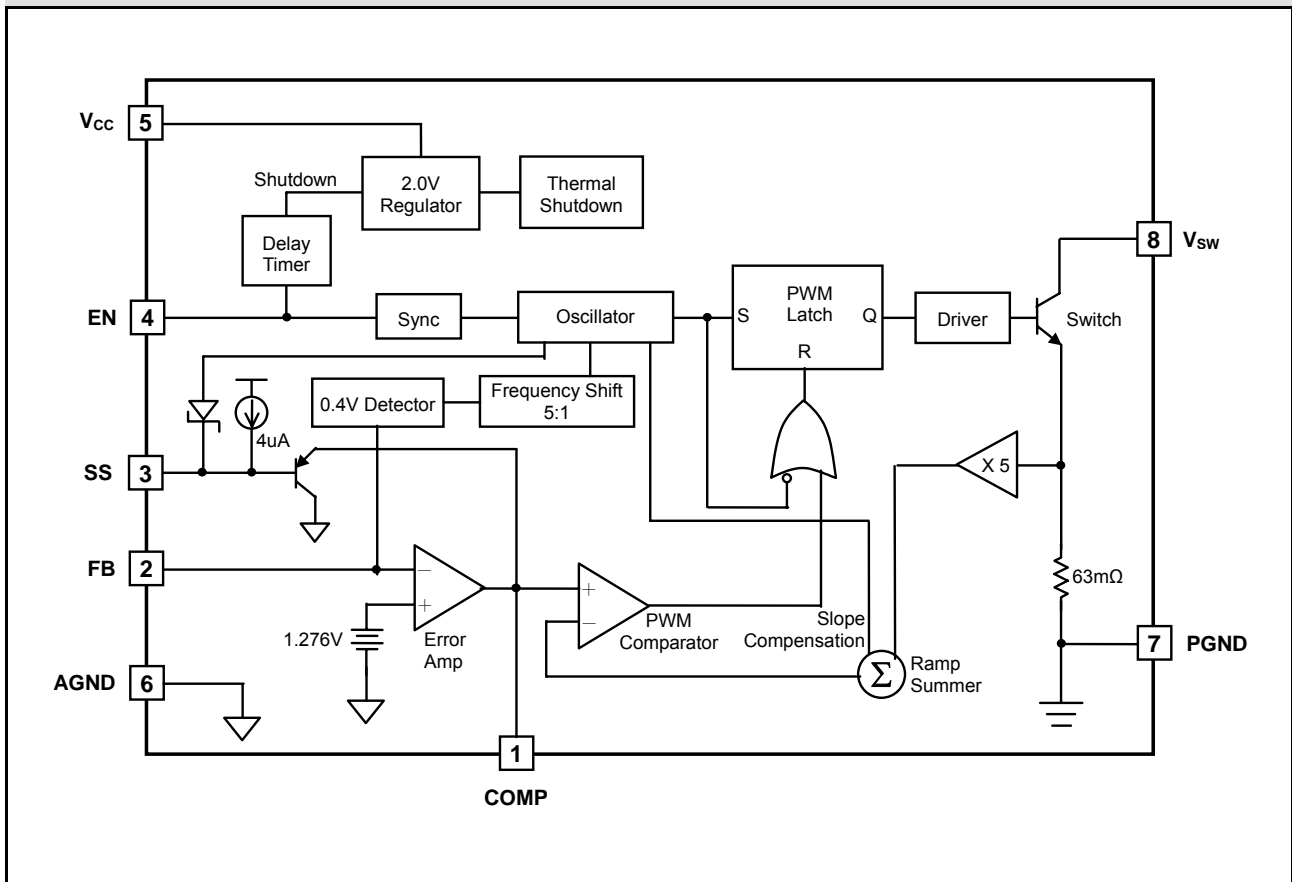 VCC 5
Shutdown
2.0V
Regulator
Thermal
Shutdown
Delay
Timer
8 VSW
EN 4
Sync
Oscillator
S
PWM
Latch
Q
R
Driver
Switch
0.4V Detector
Frequency Shift
5:1
4uA
SS 3
X 5
FB 2
−
+
1.276V
Error
Amp
+
−
PWM
Comparator
Slope
Compensation
63mΩ
7 PGND
Σ
Ramp
Summer
AGND 6
1
COMP